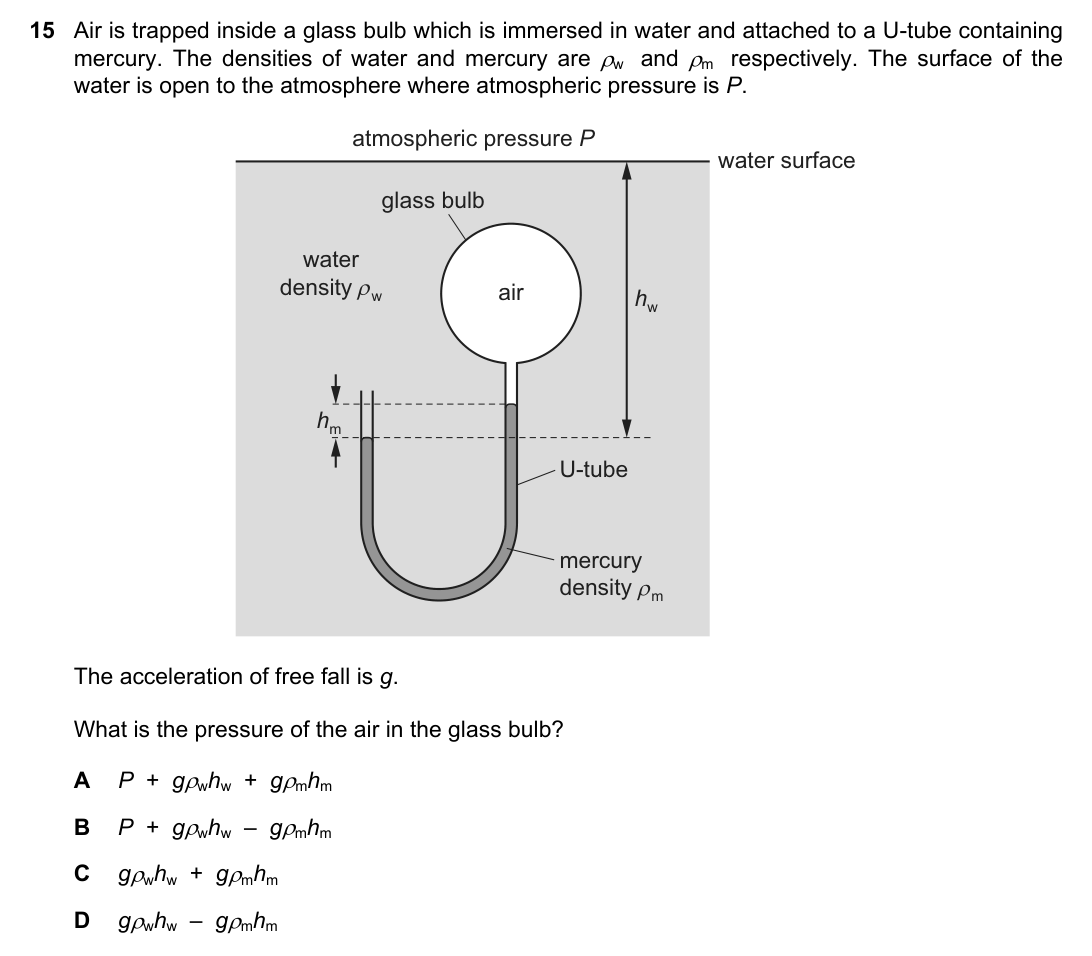 15 Air is trapped inside a glass bulb which is immersed in water and attached to a U-tube containing
mercury. The densities of water and mercury are ρw and ρm respectively. The surface of the
water is open to the atmosphere where atmospheric pressure is P.
atmospheric pressure P
water surface
glass bulb
water
density ρw
air
hw
hm
U-tube
mercury
density ρm
The acceleration of free fall is g.
What is the pressure of the air in the glass bulb?
A P + gρwhw + gρmhm
B P + gρwhw – gρmhm
C gρwhw + gρmhm
D gρwhw – gρmhm